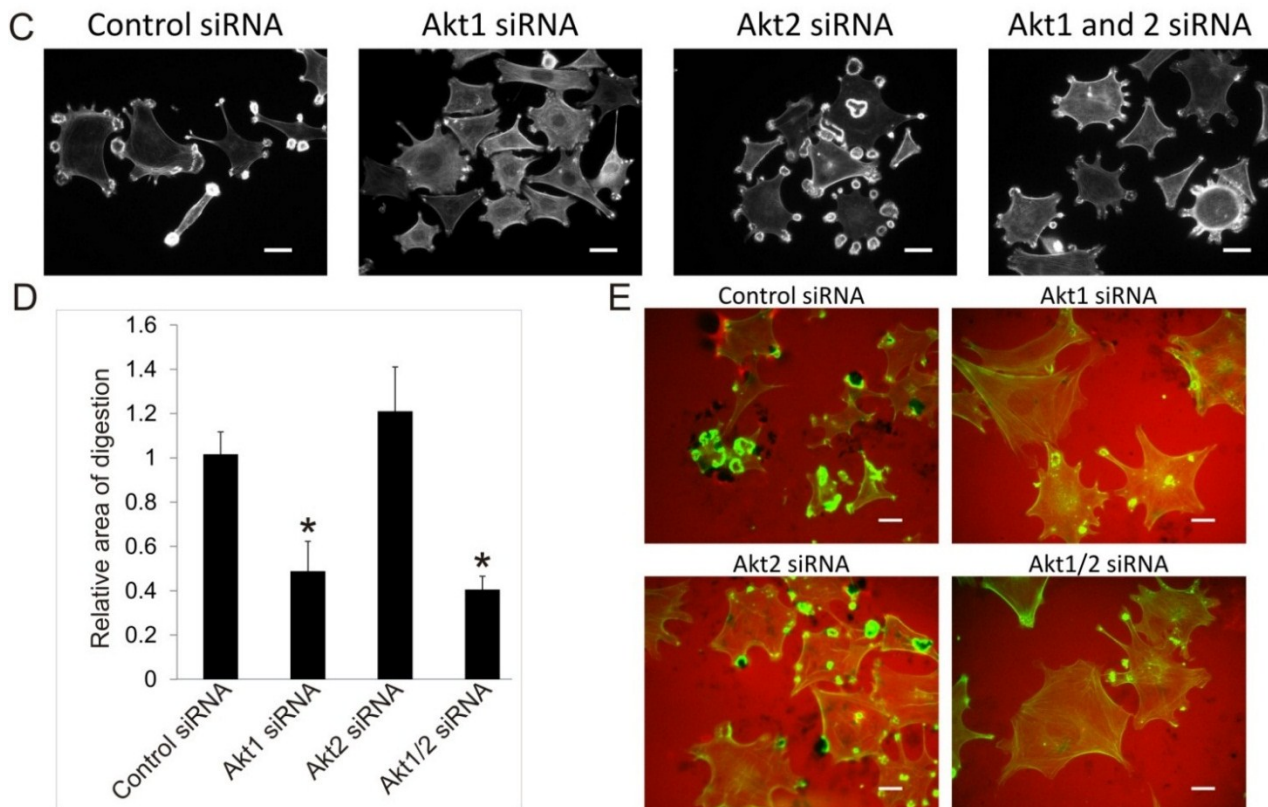 C
Control siRNA
Akt1 siRNA
Akt2 siRNA
Akt1 and 2 siRNA
D
Relative area of digestion
1.6
1.4
1.2
1
0.8
0.6
0.4
0.2
0
*
*
Control siRNA
Akt1 siRNA
Akt2 siRNA
Akt1/2 siRNA
E
Control siRNA
Akt1 siRNA
Akt2 siRNA
Akt1/2 siRNA